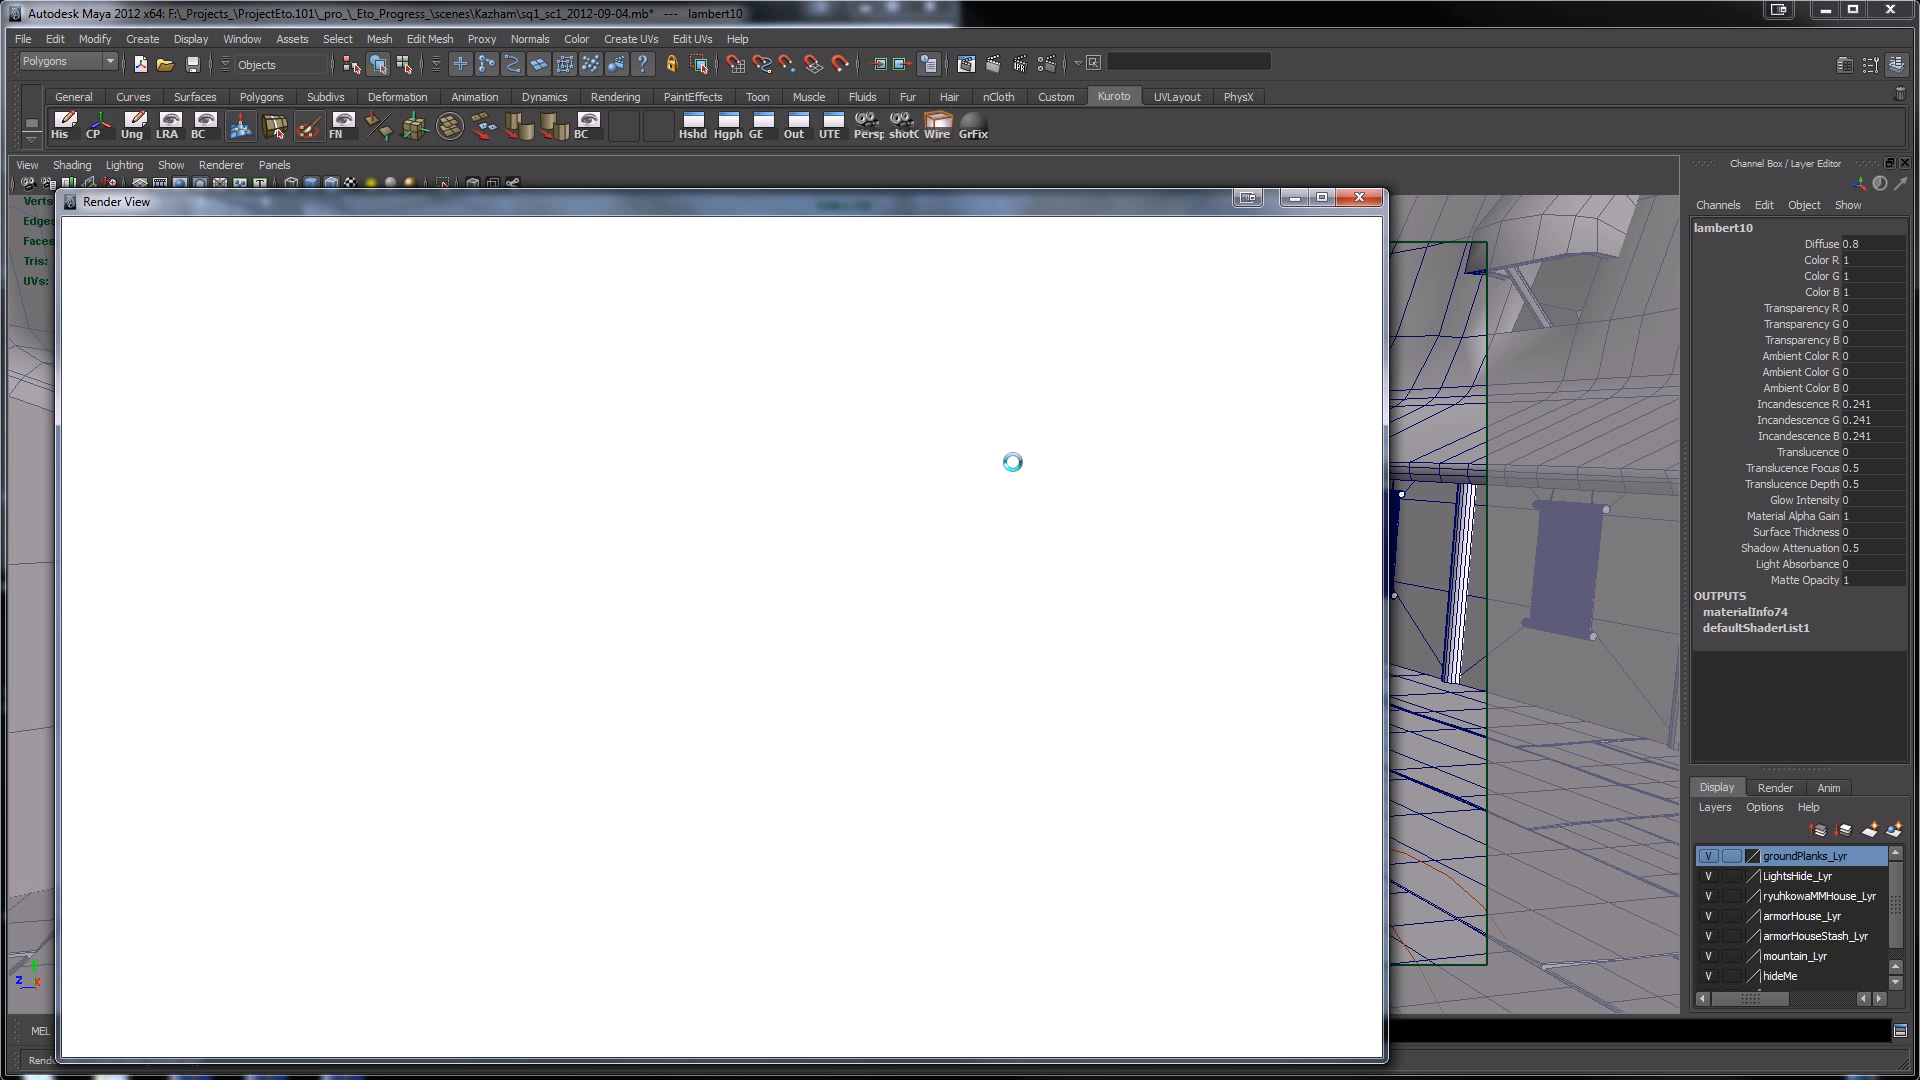 Autodesk Maya 2012 x64: F:\_Projects_\ProjectEto.101\_pro_\_Eto_Progress_\scenes\Kazham\sq1_sc1_2012-09-04.mb* --- lambert10
File Edit Modify Create Display Window Assets Select Mesh Edit Mesh Proxy Normals Color Create UVs Edit UVs Help
Polygons Objects
General Curves Surfaces Polygons Subdivs Deformation Animation Dynamics Rendering PaintEffects Toon Muscle Fluids Fur Hair nCloth Custom Kuroto UVLayout PhysX
His CP Ung LRA BC FN BC Hshd Hgph GE Out UTE Persp shotC Wire GrFix
View Shading Lighting Show Renderer Panels
Channel Box / Layer Editor
Verts
Edges
Faces
Tris:
UVs:
Render View
Channels Edit Object Show
lambert10
Diffuse 0.8
Color R 1
Color G 1
Color B 1
Transparency R 0
Transparency G 0
Transparency B 0
Ambient Color R 0
Ambient Color G 0
Ambient Color B 0
Incandescence R 0.241
Incandescence G 0.241
Incandescence B 0.241
Translucence 0
Translucence Focus 0.5
Translucence Depth 0.5
Glow Intensity 0
Material Alpha Gain 1
Surface Thickness 0
Shadow Attenuation 0.5
Light Absorbance 0
Matte Opacity 1
OUTPUTS
materialInfo74
defaultShaderList1
Display Render Anim
Layers Options Help
V groundPlanks_Lyr
V LightsHide_Lyr
V ryuhkowaMMHouse_Lyr
V armorHouse_Lyr
V armorHouseStash_Lyr
V mountain_Lyr
V hideMe
z y x
MEL
Rend